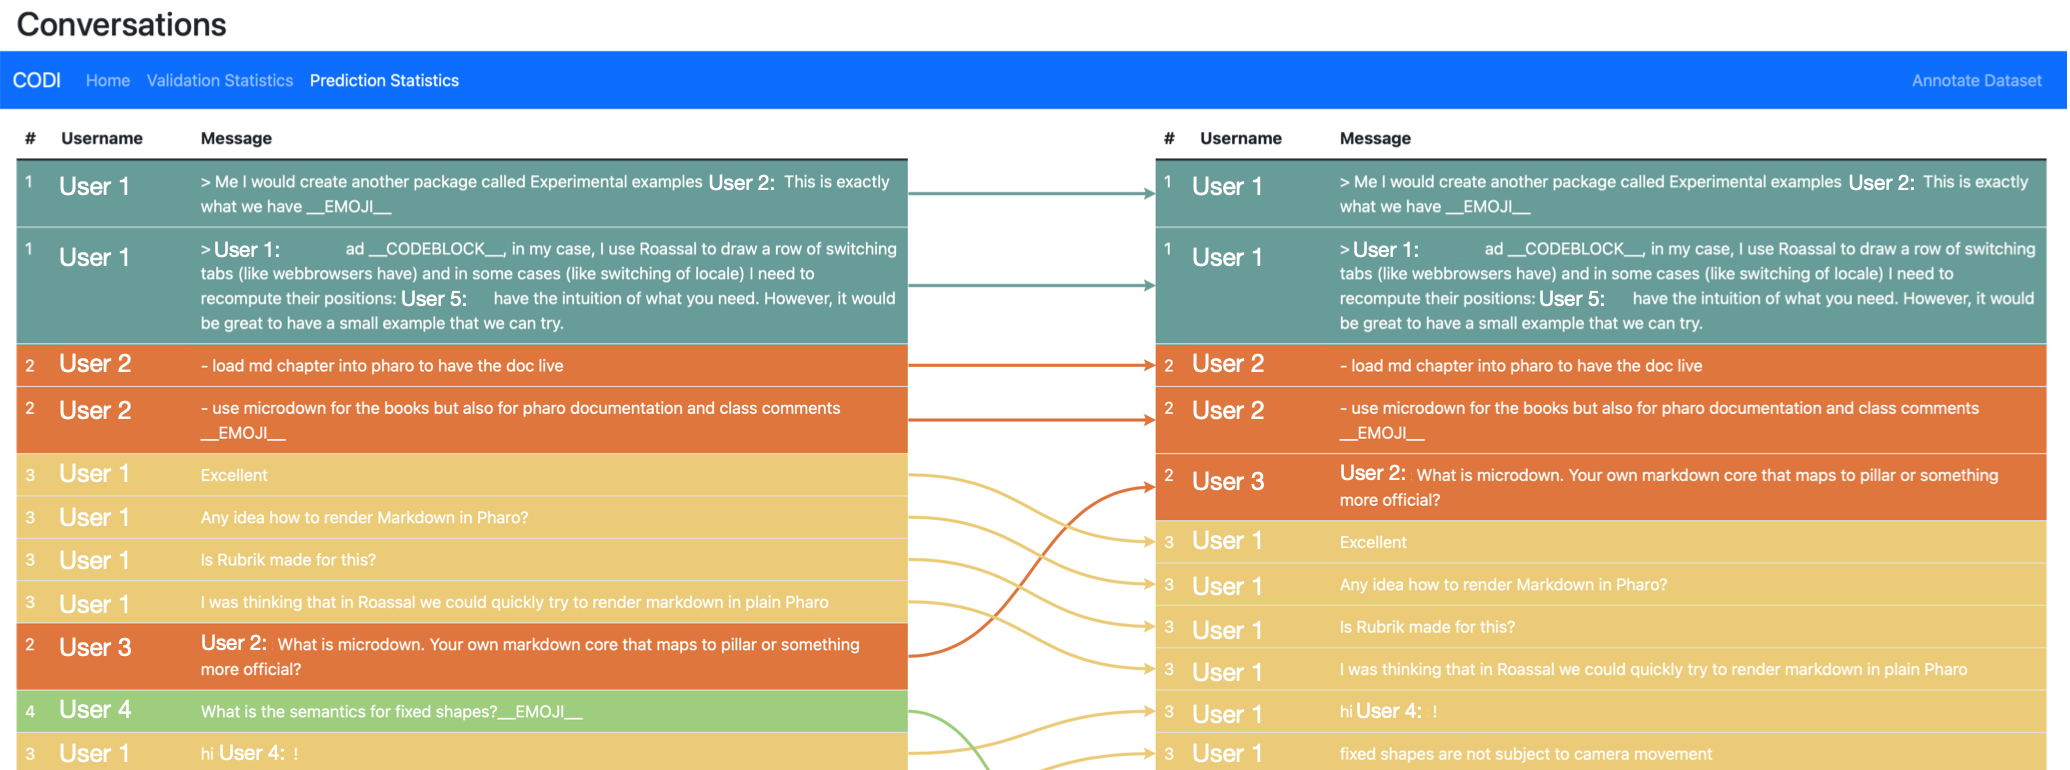 Conversations
CODI Home Validation Statistics Prediction Statistics Annotate Dataset
# Username Message
1 User 1 > Me I would create another package called Experimental examples User 2: This is exactly
what we have __EMOJI__
1 User 1 > User 1: ad __CODEBLOCK__, in my case, I use Roassal to draw a row of switching
tabs (like webbrowsers have) and in some cases (like switching of locale) I need to
recompute their positions: User 5: have the intuition of what you need. However, it would
be great to have a small example that we can try.
2 User 2 - load md chapter into pharo to have the doc live
2 User 2 - use microdown for the books but also for pharo documentation and class comments
__EMOJI__
3 User 1 Excellent
3 User 1 Any idea how to render Markdown in Pharo?
3 User 1 Is Rubrik made for this?
3 User 1 I was thinking that in Roassal we could quickly try to render markdown in plain Pharo
2 User 3 User 2: What is microdown. Your own markdown core that maps to pillar or something
more official?
4 User 4 What is the semantics for fixed shapes?__EMOJI__
3 User 1 hi User 4: !
# Username Message
1 User 1 > Me I would create another package called Experimental examples User 2: This is exactly
what we have __EMOJI__
1 User 1 > User 1: ad __CODEBLOCK__, in my case, I use Roassal to draw a row of switching
tabs (like webbrowsers have) and in some cases (like switching of locale) I need to
recompute their positions: User 5: have the intuition of what you need. However, it would
be great to have a small example that we can try.
2 User 2 - load md chapter into pharo to have the doc live
2 User 2 - use microdown for the books but also for pharo documentation and class comments
__EMOJI__
2 User 3 User 2: What is microdown. Your own markdown core that maps to pillar or something
more official?
3 User 1 Excellent
3 User 1 Any idea how to render Markdown in Pharo?
3 User 1 Is Rubrik made for this?
3 User 1 I was thinking that in Roassal we could quickly try to render markdown in plain Pharo
3 User 1 hi User 4: !
3 User 1 fixed shapes are not subject to camera movement